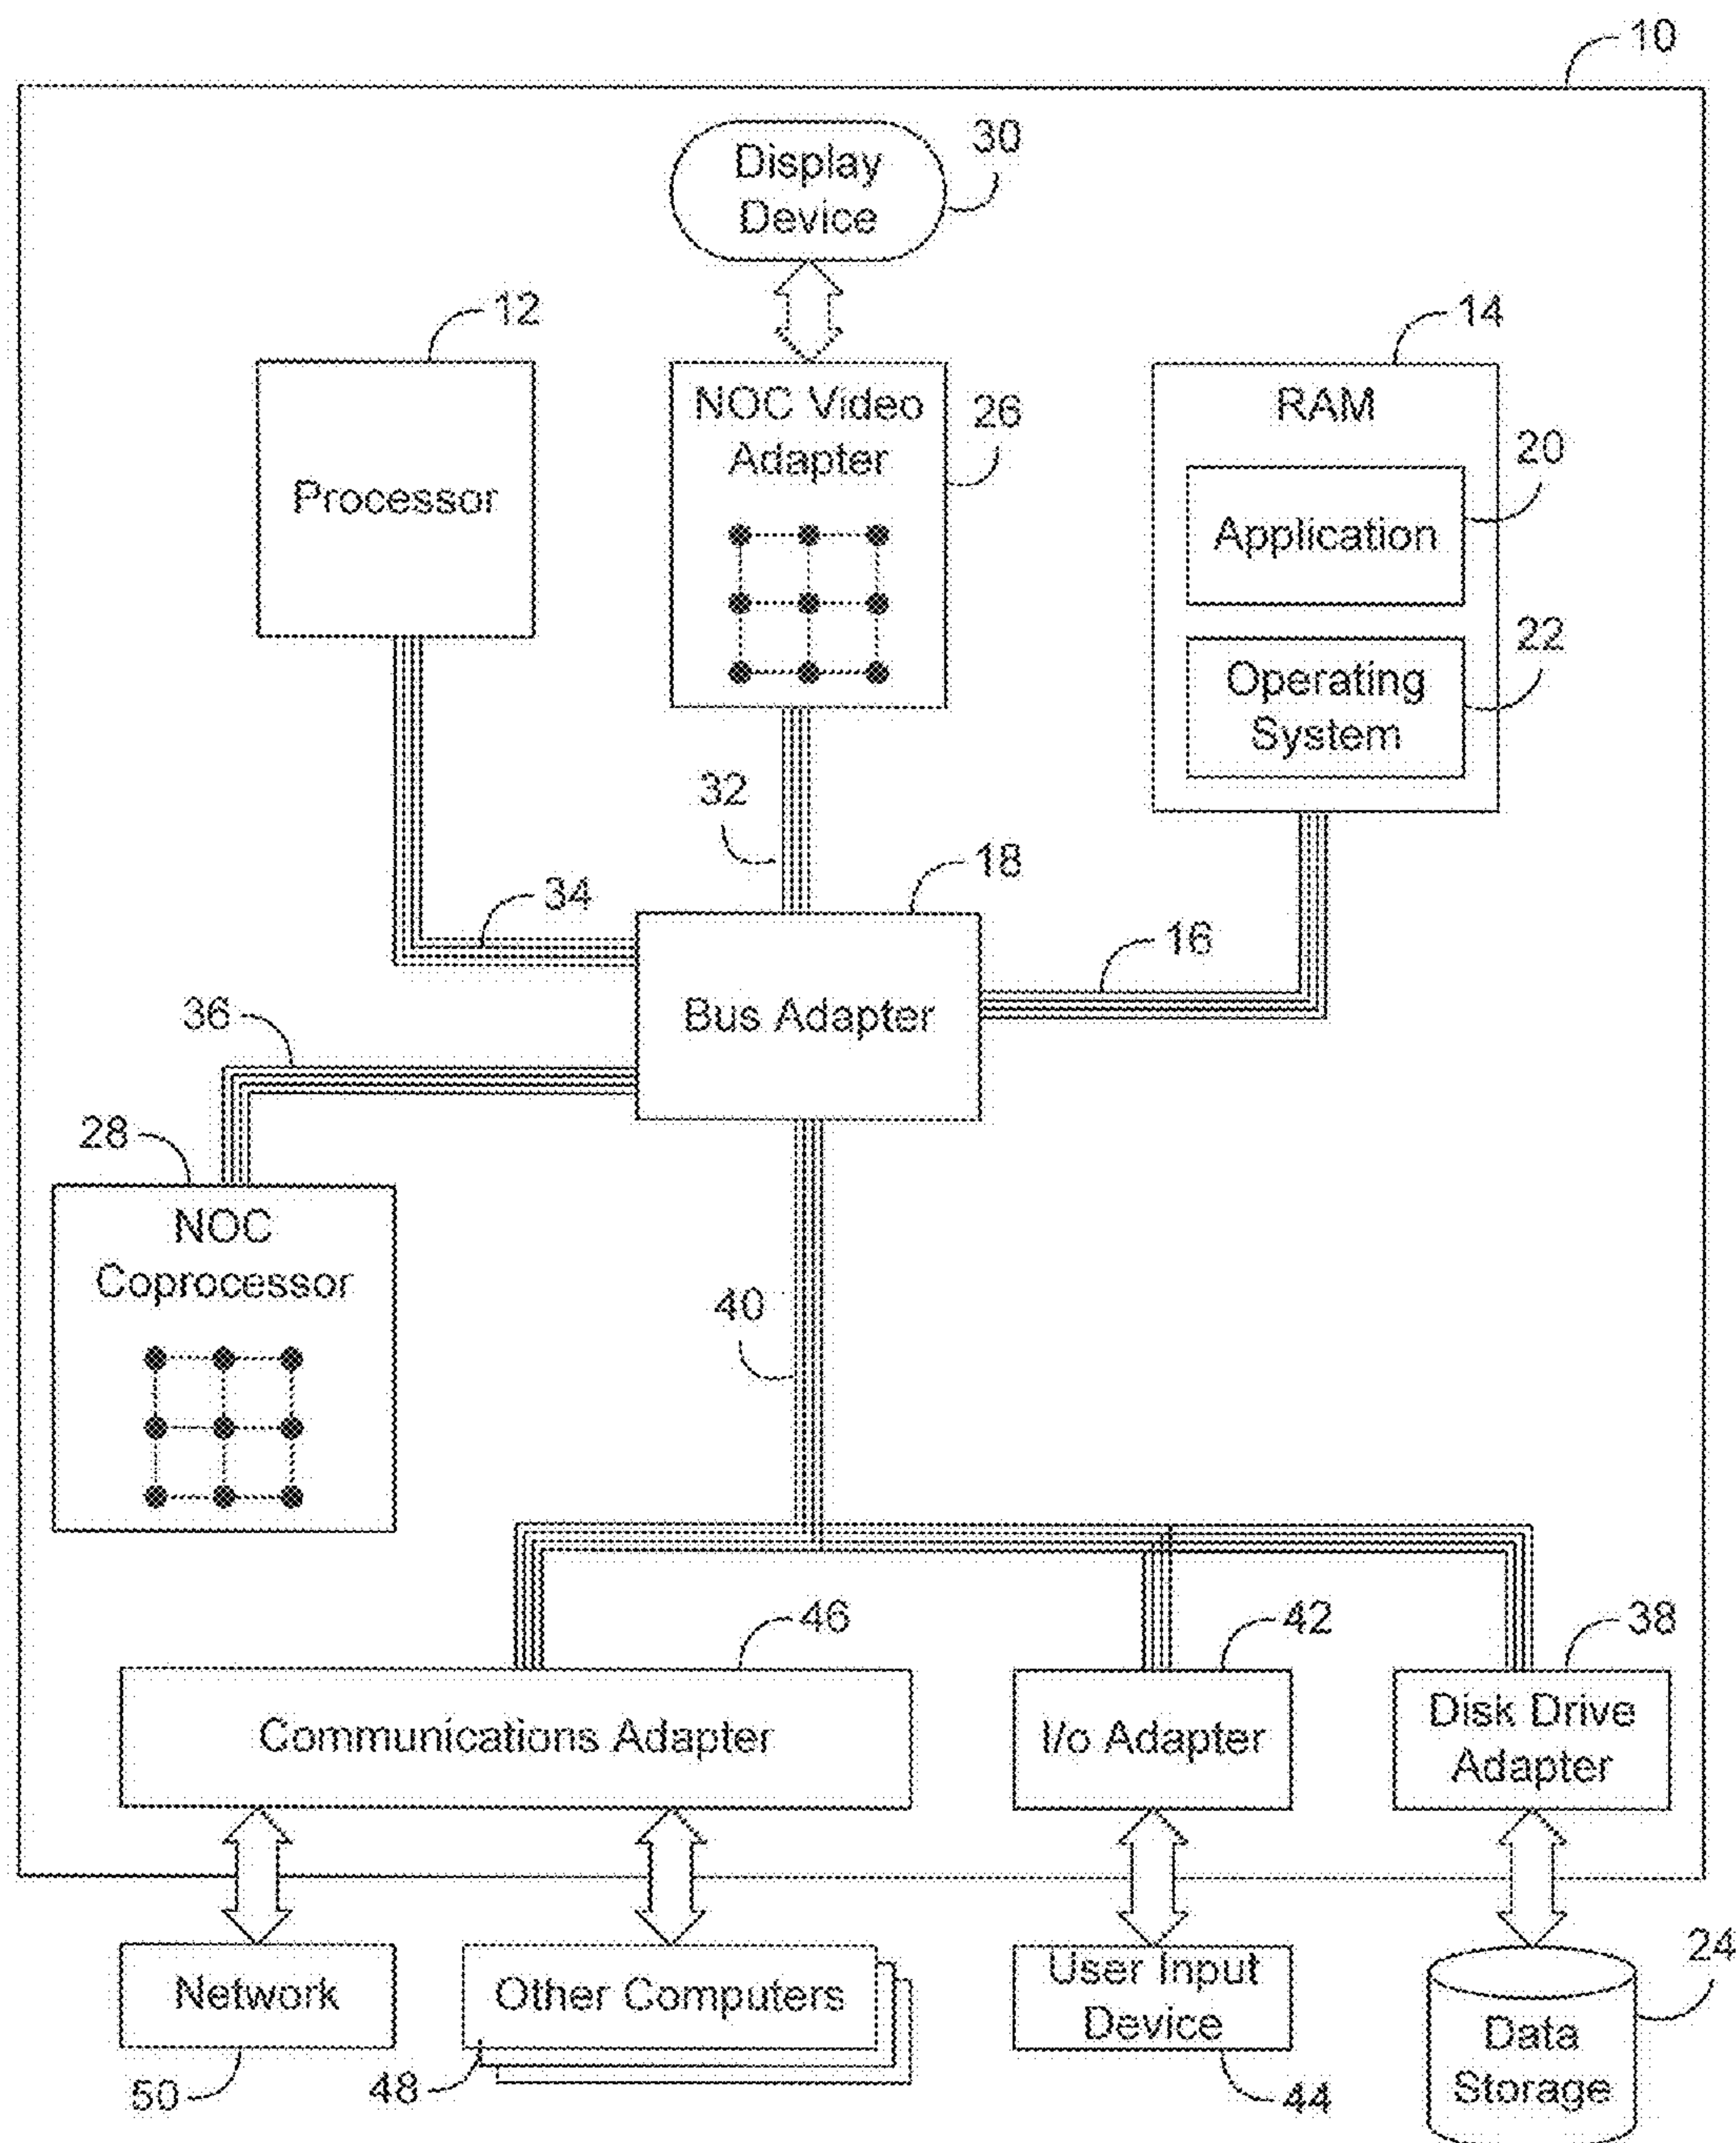 10
Display
Device
30
12
14
Processor
NOC Video
Adapter
26
RAM
20
Application
22
Operating
System
32
18
34
16
Bus Adapter
36
28
NOC
Coprocessor
40
46
42
38
Communications Adapter
I/o Adapter
Disk Drive
Adapter
Network
Other Computers
User Input
Device
24
Data
Storage
50
48
44